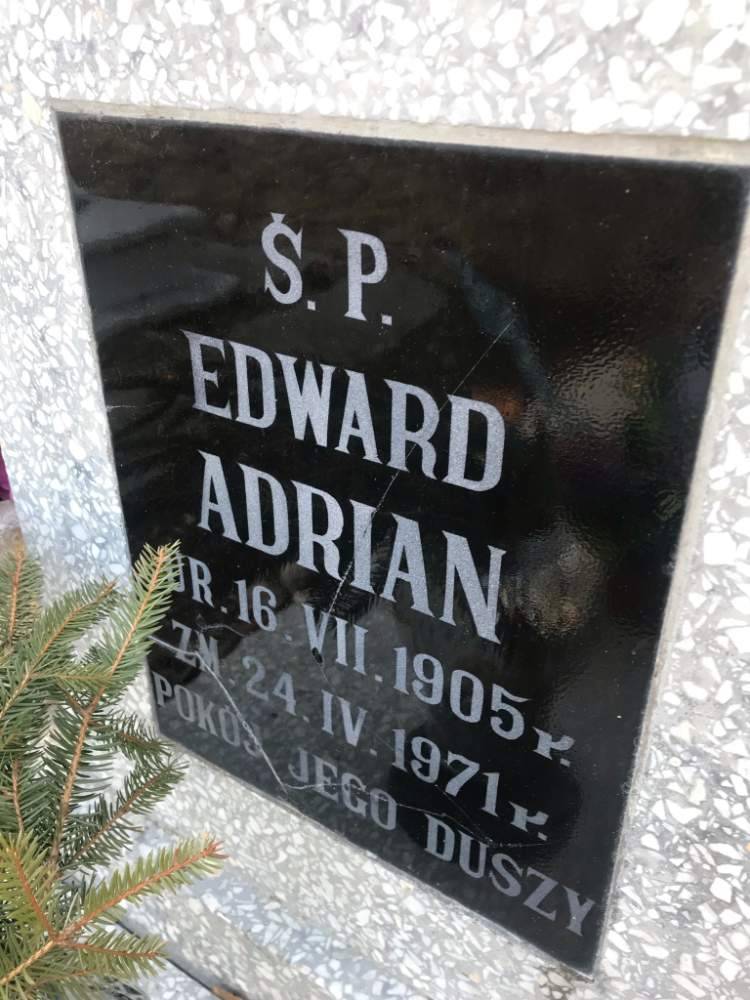 Ś. P.
EDWARD
ADRIAN
UR. 16. VII. 1905 r.
ZM. 24. IV. 1971 r.
POKÓJ JEGO DUSZY